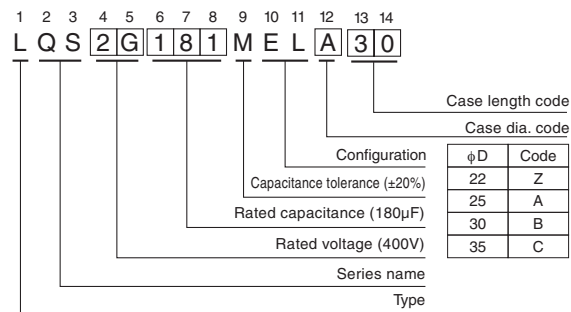 1 2 3 4 5 6 7 8 9 10 11 12 13 14
L Q S 2 G 1 8 1 M E L A 3 0
Case length code
Case dia. code
Configuration
Capacitance tolerance (±20%)
Rated capacitance (180µF)
Rated voltage (400V)
Series name
Type
ϕD Code
22 Z
25 A
30 B
35 C